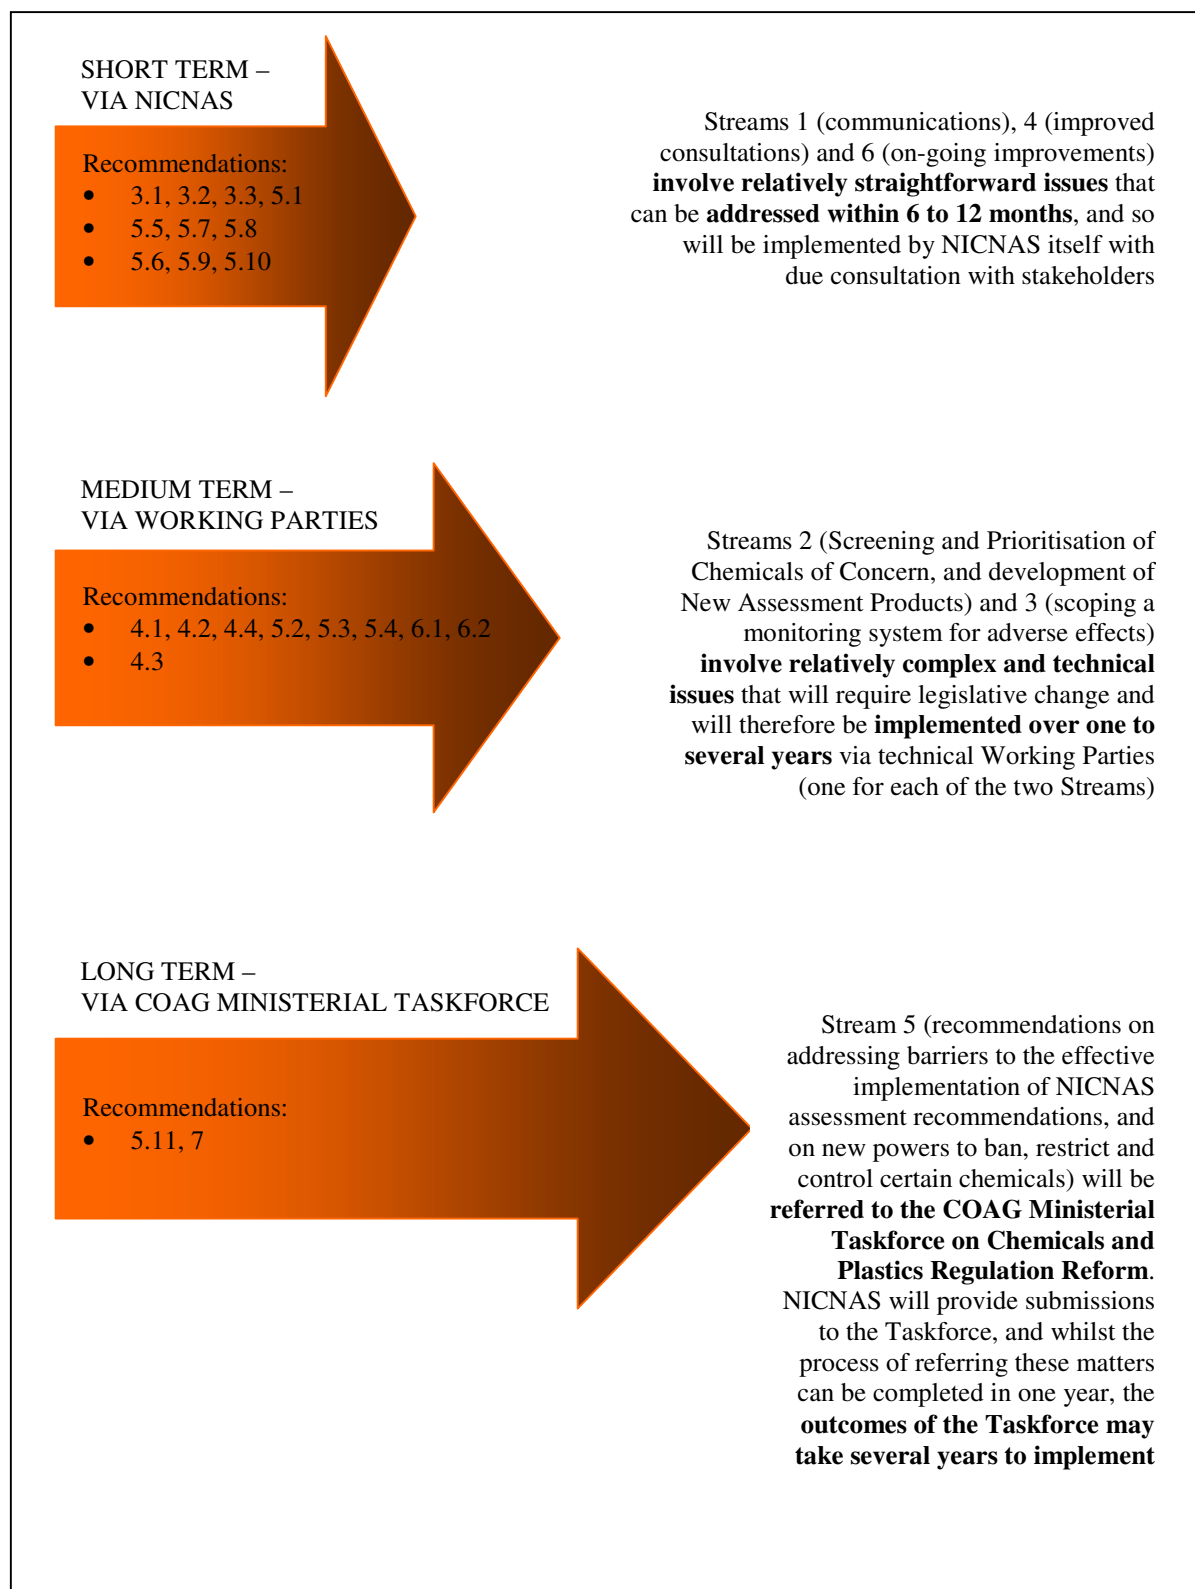 SHORT TERM –
VIA NICNAS
Recommendations:
• 3.1, 3.2, 3.3, 5.1
• 5.5, 5.7, 5.8
• 5.6, 5.9, 5.10
Streams 1 (communications), 4 (improved
consultations) and 6 (on-going improvements)
involve relatively straightforward issues that
can be addressed within 6 to 12 months, and so
will be implemented by NICNAS itself with
due consultation with stakeholders
MEDIUM TERM –
VIA WORKING PARTIES
Recommendations:
• 4.1, 4.2, 4.4, 5.2, 5.3, 5.4, 6.1, 6.2
• 4.3
Streams 2 (Screening and Prioritisation of
Chemicals of Concern, and development of
New Assessment Products) and 3 (scoping a
monitoring system for adverse effects)
involve relatively complex and technical
issues that will require legislative change and
will therefore be implemented over one to
several years via technical Working Parties
(one for each of the two Streams)
LONG TERM –
VIA COAG MINISTERIAL TASKFORCE
Recommendations:
• 5.11, 7
Stream 5 (recommendations on
addressing barriers to the effective
implementation of NICNAS
assessment recommendations, and
on new powers to ban, restrict and
control certain chemicals) will be
referred to the COAG Ministerial
Taskforce on Chemicals and
Plastics Regulation Reform.
NICNAS will provide submissions
to the Taskforce, and whilst the
process of referring these matters
can be completed in one year, the
outcomes of the Taskforce may
take several years to implement